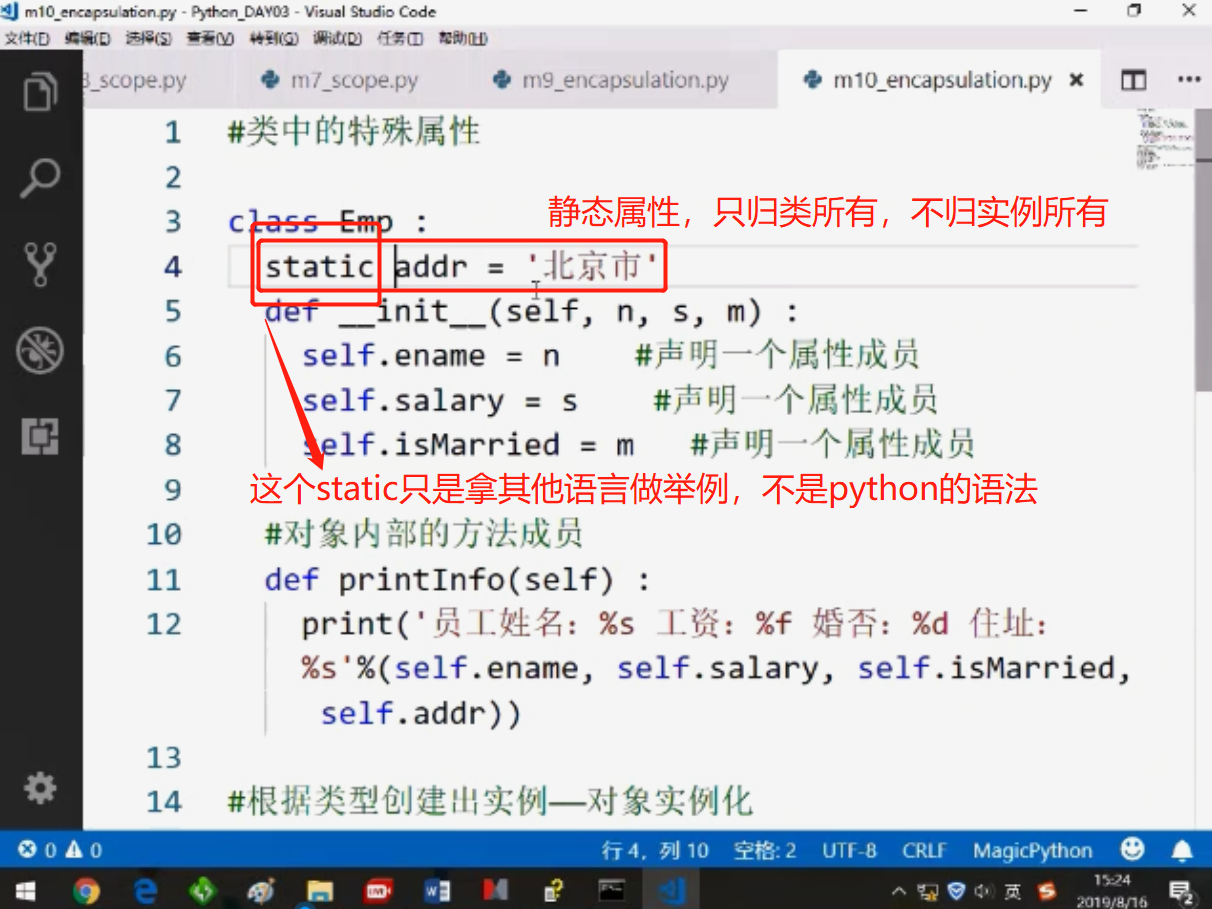 m10_encapsulation.py - Python_DAY03 - Visual Studio Code
文件(F) 编辑(E) 选择(S) 查看(V) 转到(G) 调试(D) 任务(T) 帮助(H)
3_scope.py m7_scope.py m9_encapsulation.py m10_encapsulation.py
1 #类中的特殊属性
2
静态属性，只归类所有，不归实例所有
3 class Emp :
4 static addr = '北京市'
5 def __init__(self, n, s, m) :
6 self.ename = n #声明一个属性成员
7 self.salary = s #声明一个属性成员
8 self.isMarried = m #声明一个属性成员
9
这个static只是拿其他语言做举例，不是python的语法
10 #对象内部的方法成员
11 def printInfo(self) :
12 print('员工姓名：%s 工资：%f 婚否：%d 住址：
%s'%(self.ename, self.salary, self.isMarried,
self.addr))
13
14 #根据类型创建出实例——对象实例化
0 0 行 4，列 10 空格: 2 UTF-8 CRLF MagicPython
英 15:24
2019/8/16 2